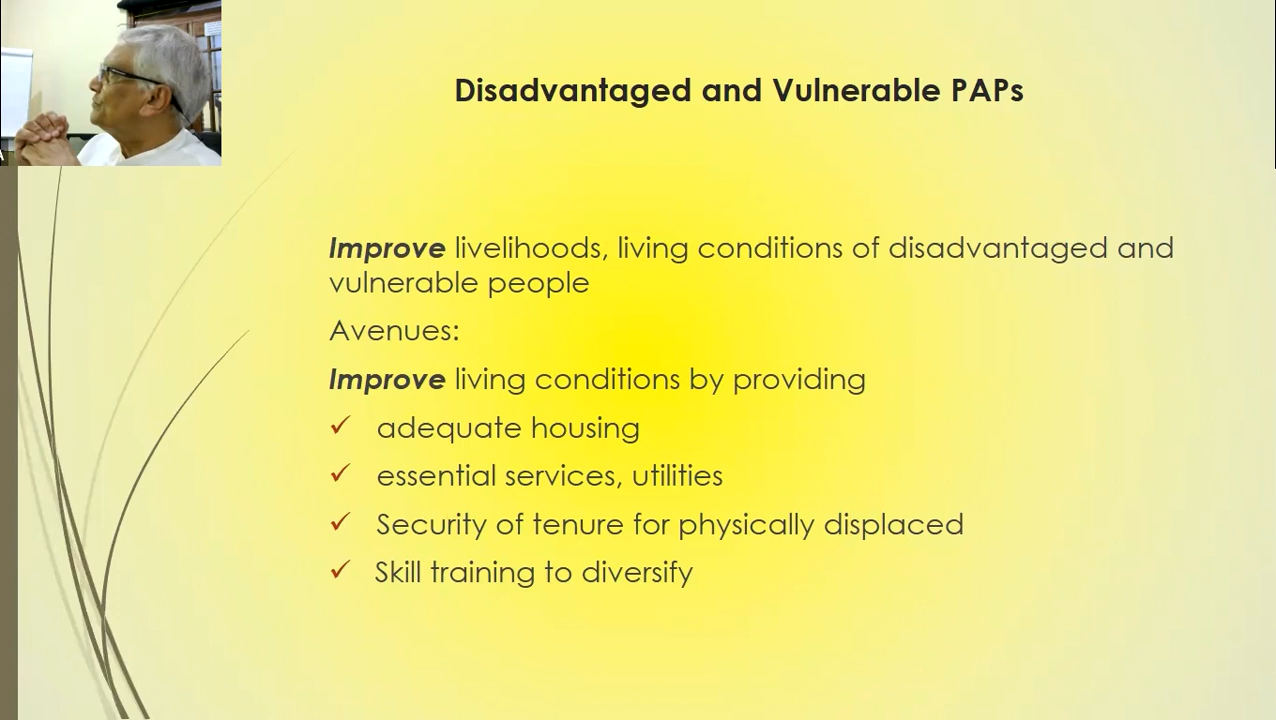 Disadvantaged and Vulnerable PAPs
Improve livelihoods, living conditions of disadvantaged and
vulnerable people
Avenues:
Improve living conditions by providing
✓ adequate housing
✓ essential services, utilities
✓ Security of tenure for physically displaced
✓ Skill training to diversify